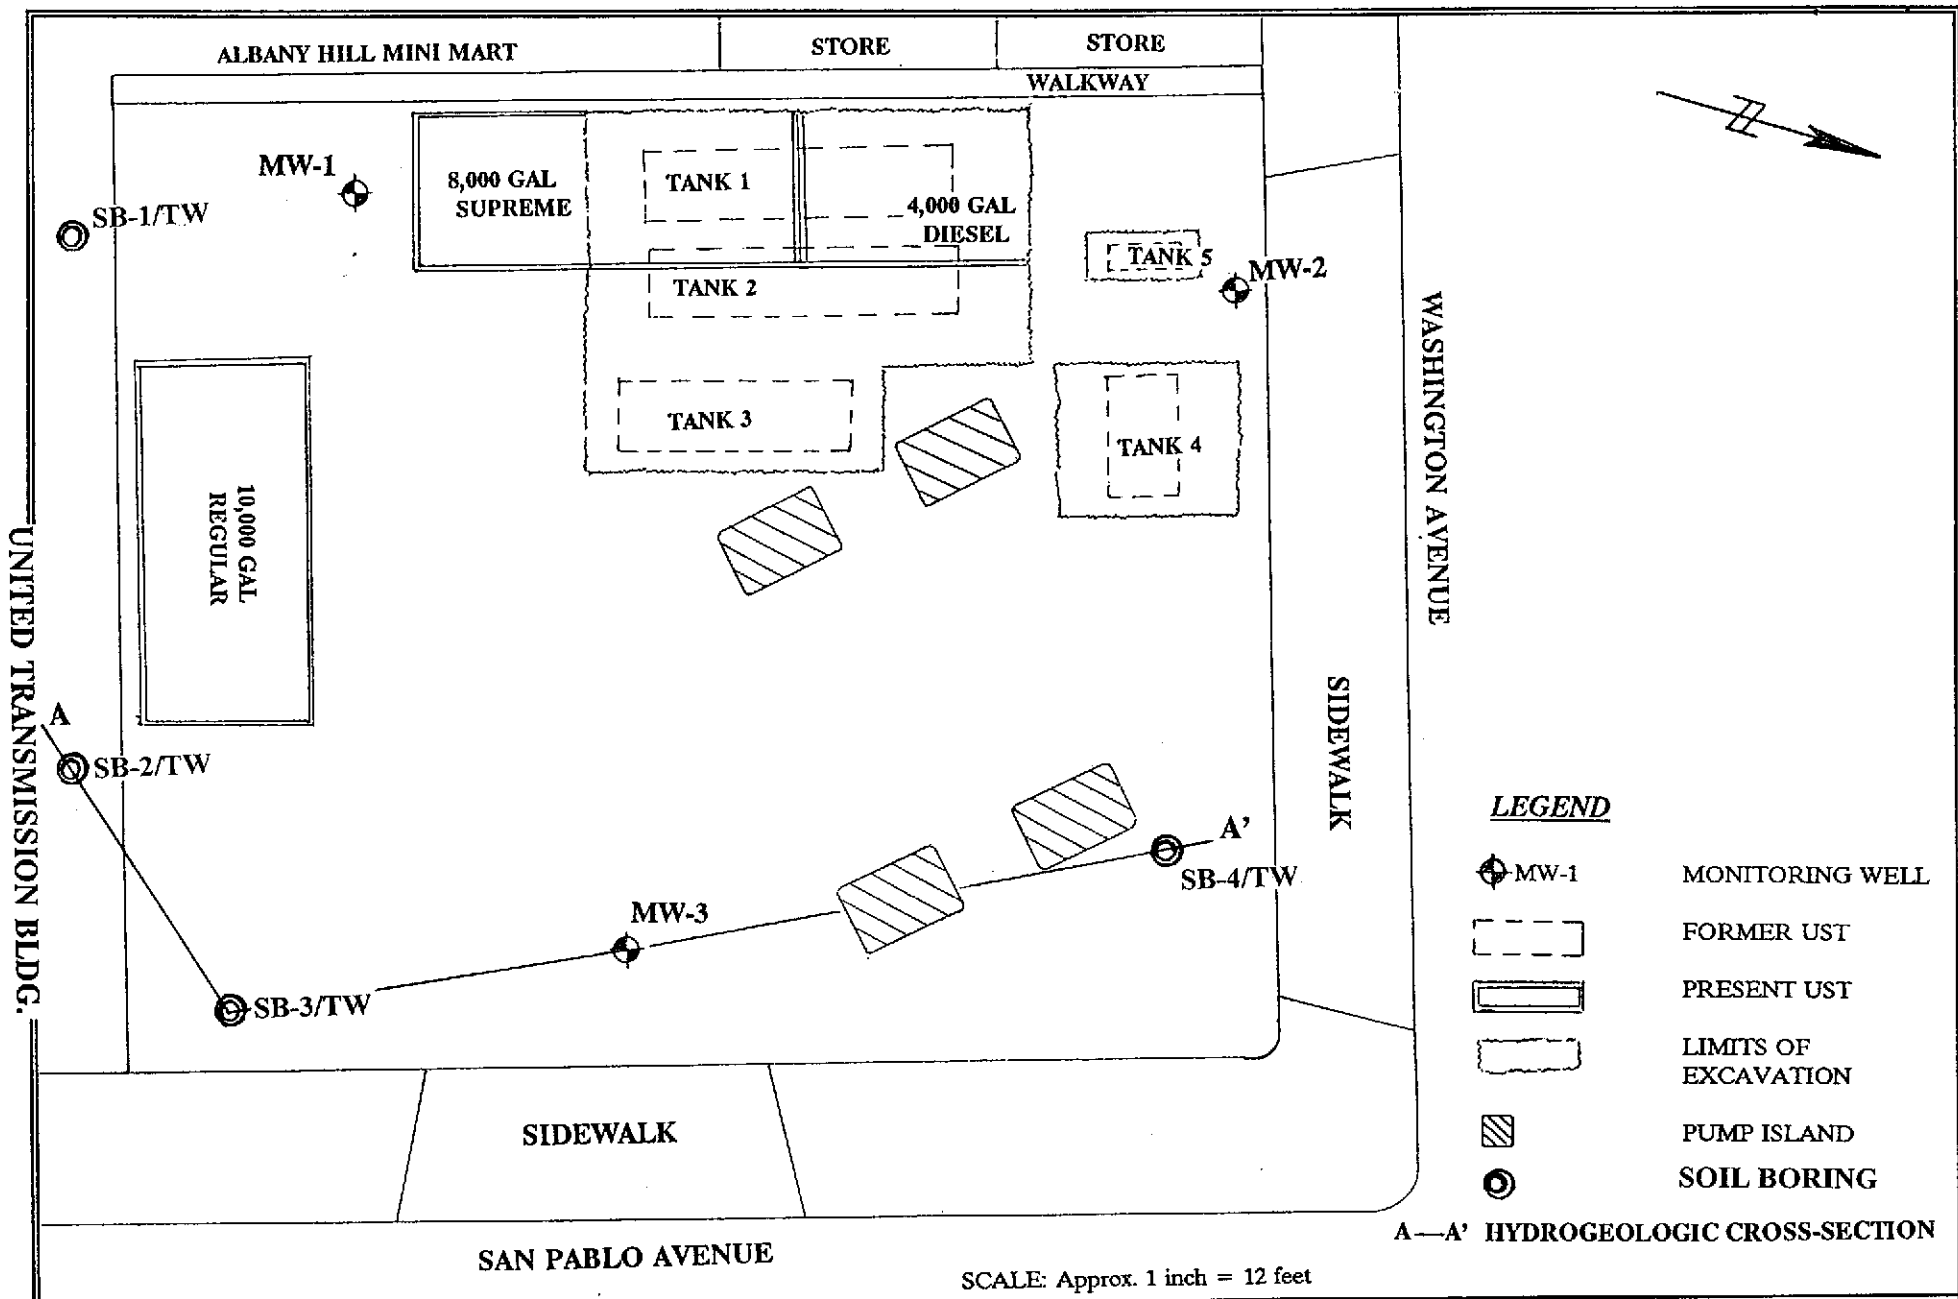 ALBANY HILL MINI MART
STORE
STORE
WALKWAY
MW-1
SB-1/TW
8,000 GAL
SUPREME
TANK 1
4,000 GAL
DIESEL
TANK 2
TANK 5
MW-2
TANK 3
TANK 4
10,000 GAL
REGULAR
UNITED TRANSMISSION BLDG.
WASHINGTON AVENUE
SIDEWALK
A
SB-2/TW
A'
SB-4/TW
MW-3
SB-3/TW
SIDEWALK
SAN PABLO AVENUE
SCALE: Approx. 1 inch = 12 feet
LEGEND
MW-1 MONITORING WELL
FORMER UST
PRESENT UST
LIMITS OF
EXCAVATION
PUMP ISLAND
SOIL BORING
A—A' HYDROGEOLOGIC CROSS-SECTION